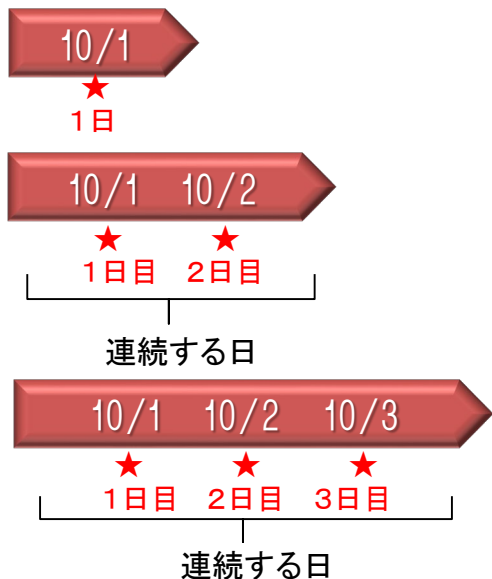 10/1
★
1日
10/1 10/2
★ ★
1日目 2日目
連続する日
10/1 10/2 10/3
★ ★ ★
1日目 2日目 3日目
連続する日